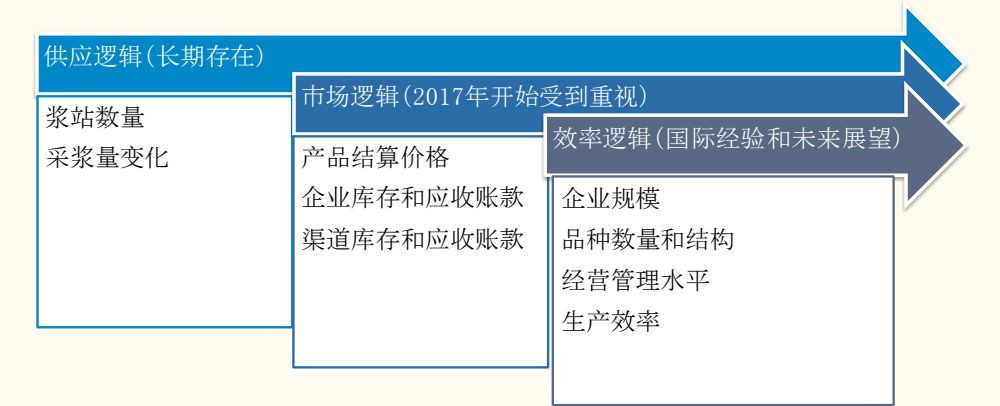 供应逻辑(长期存在)
浆站数量
采浆量变化
市场逻辑(2017年开始受到重视)
产品结算价格
企业库存和应收账款
渠道库存和应收账款
效率逻辑(国际经验和未来展望)
企业规模
品种数量和结构
经营管理水平
生产效率